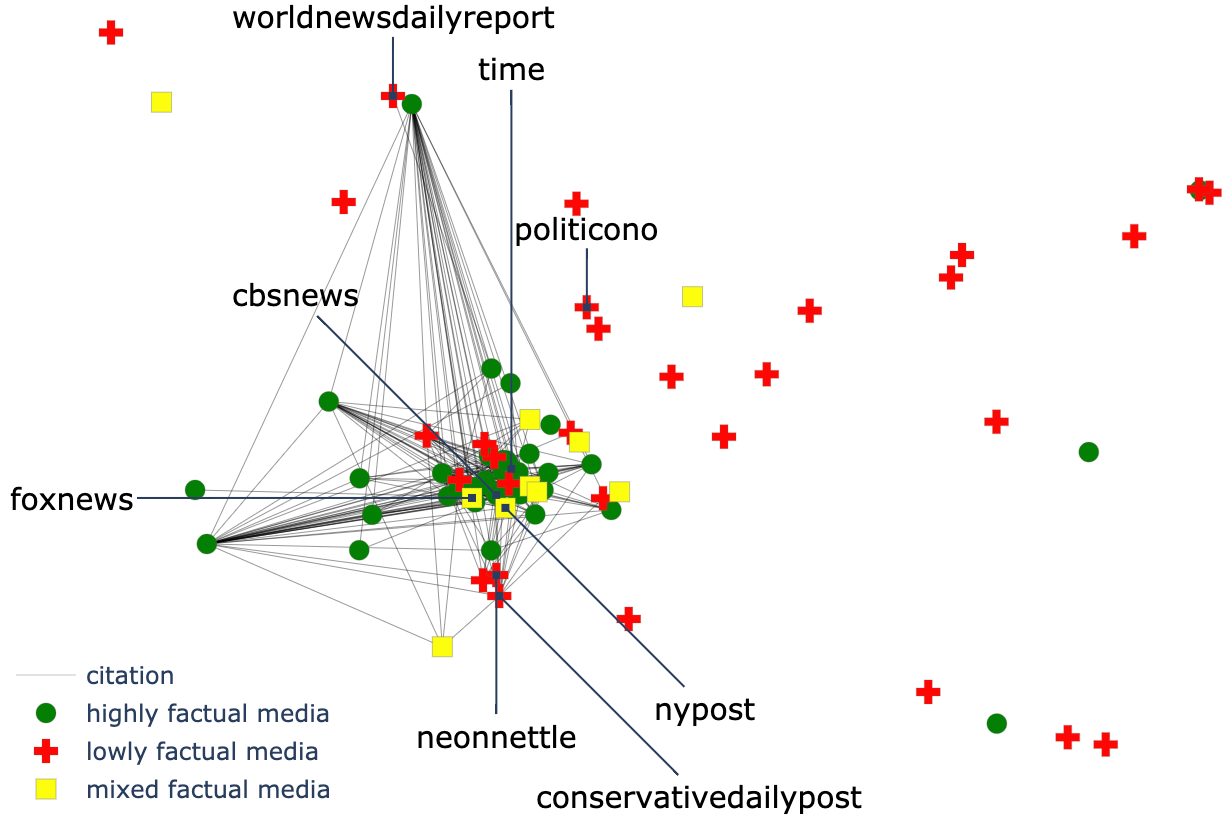 worldnewsdailyreport
time
politicono
cbsnews
foxnews
citation
highly factual media
lowly factual media
mixed factual media
nypost
neonnettle
conservativedailypost